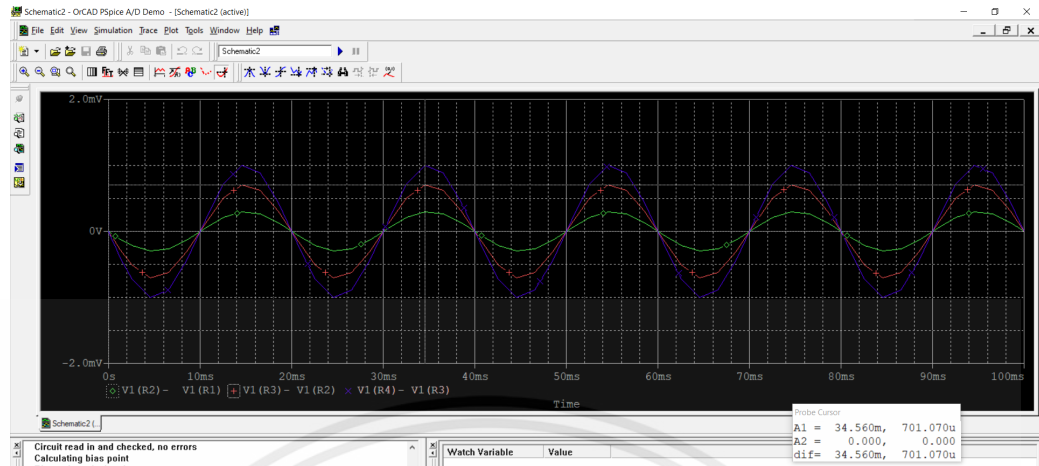 Schematic2 - OrCAD PSpice A/D Demo - [Schematic2 (active)]
File Edit View Simulation Trace Plot Tools Window Help
Schematic2
2.0mV
0V
-2.0mV
0s 10ms 20ms 30ms 40ms 50ms 60ms 70ms 80ms 90ms 100ms
V1(R2)- V1(R1) V1(R3)- V1(R2) V1(R4)- V1(R3)
Time
Schematic2 (...
Probe Cursor
A1 = 34.560m, 701.070u
A2 = 0.000, 0.000
dif= 34.560m, 701.070u
Circuit read in and checked, no errors
Calculating bias point
Watch Variable Value